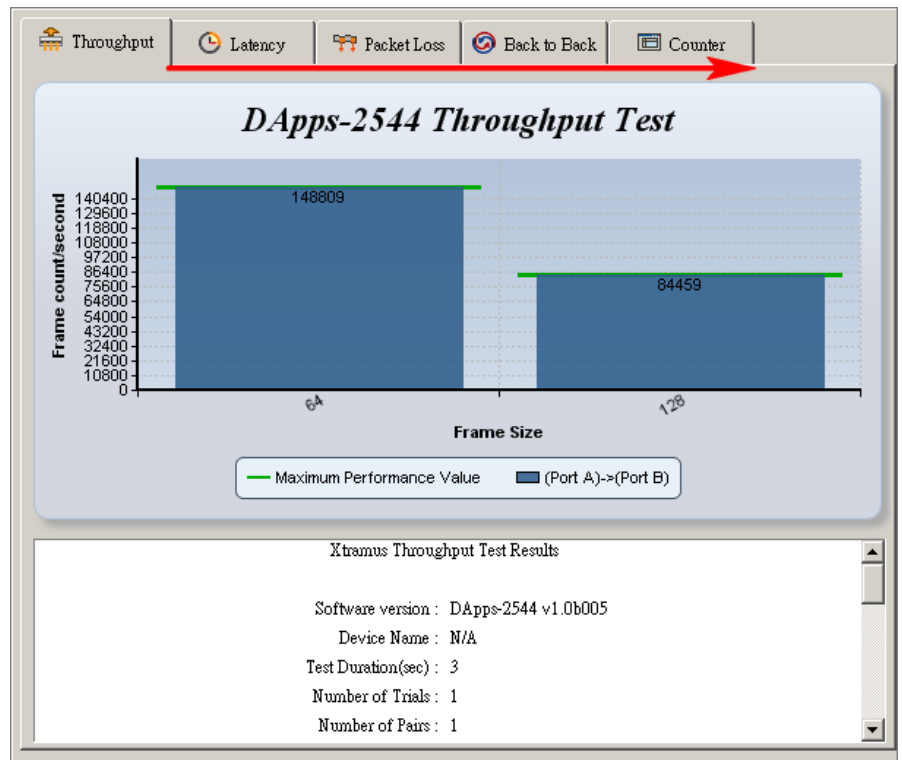 Throughput Latency Packet Loss Back to Back Counter
DApps-2544 Throughput Test
Frame count/second
140400
129600
118800
108000
97200
86400
75600
64800
54000
43200
32400
21600
10800
0
148809
84459
64
128
Frame Size
Maximum Performance Value (Port A)->(Port B)
Xtramus Throughput Test Results
Software version : DApps-2544 v1.0b005
Device Name : N/A
Test Duration(sec) : 3
Number of Trials : 1
Number of Pairs : 1